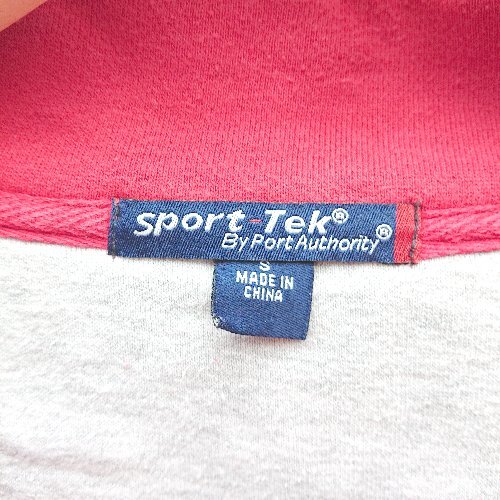 Sport-Tek®
By Port Authority®
S
MADE IN
CHINA